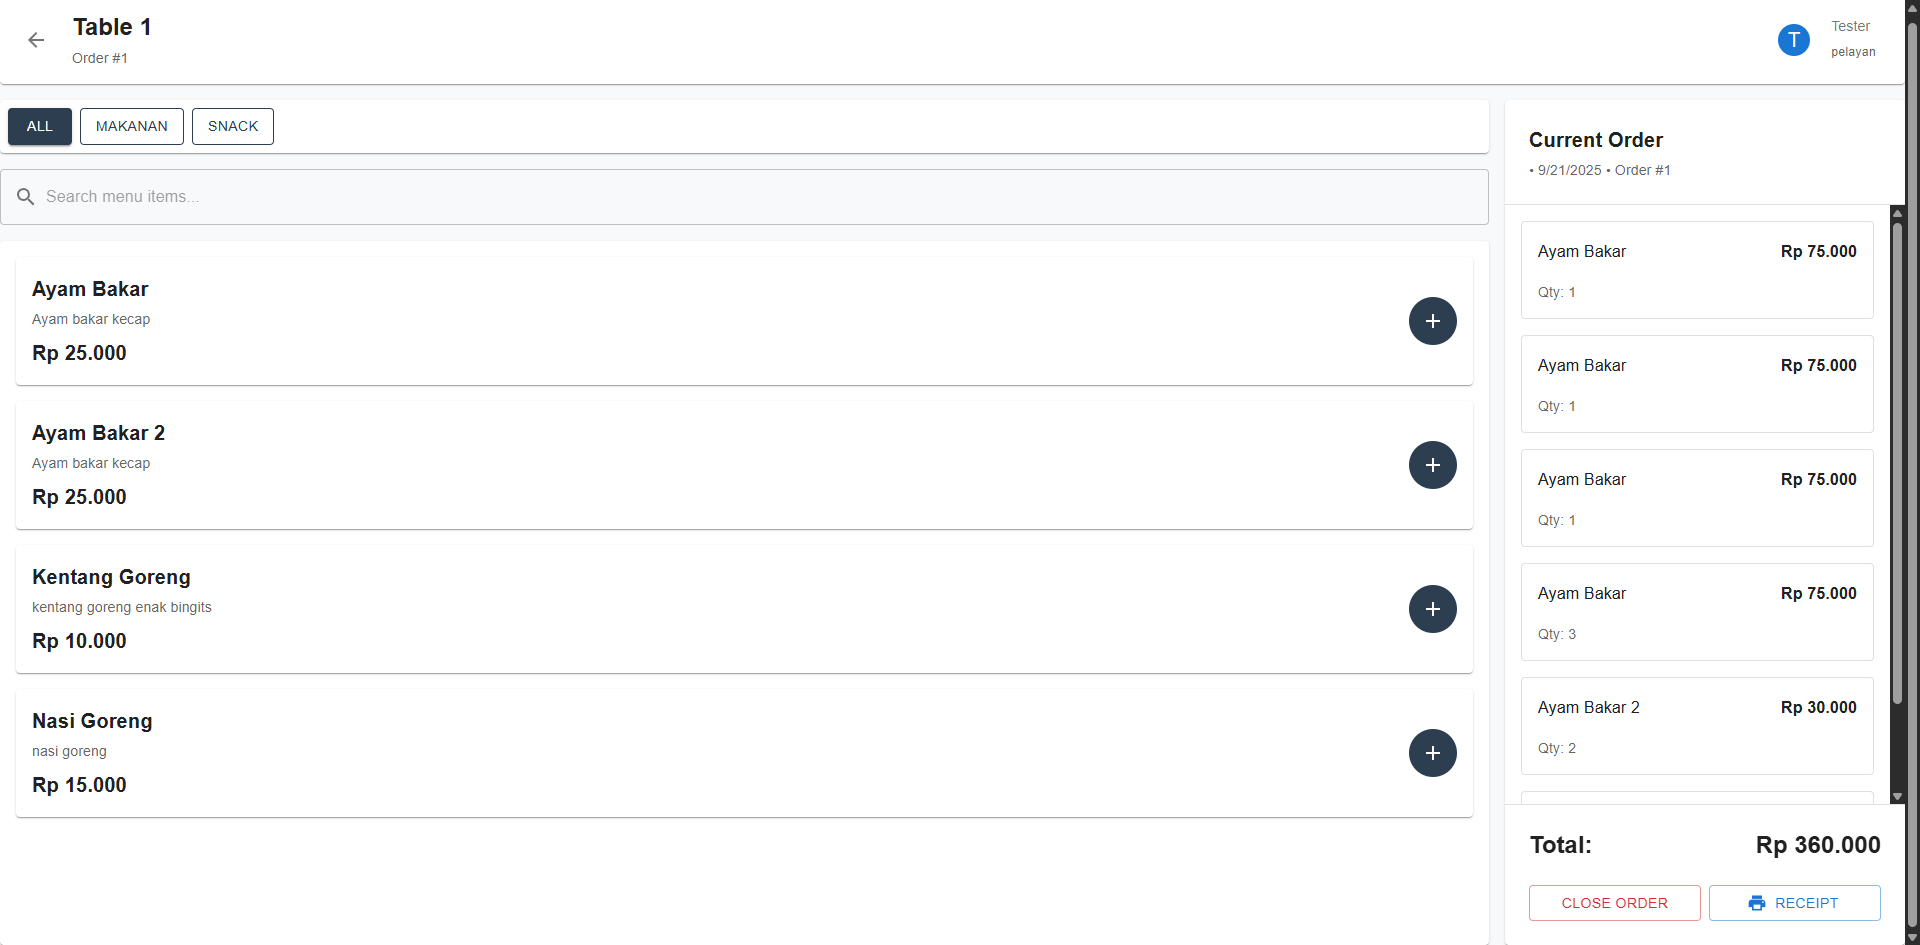 Table 1
Order #1
T
Tester
pelayan
ALL
MAKANAN
SNACK
Search menu items...
Ayam Bakar
Ayam bakar kecap
Rp 25.000
Ayam Bakar 2
Ayam bakar kecap
Rp 25.000
Kentang Goreng
kentang goreng enak bingits
Rp 10.000
Nasi Goreng
nasi goreng
Rp 15.000
Current Order
• 9/21/2025 • Order #1
Ayam Bakar Rp 75.000
Qty: 1
Ayam Bakar Rp 75.000
Qty: 1
Ayam Bakar Rp 75.000
Qty: 1
Ayam Bakar Rp 75.000
Qty: 3
Ayam Bakar 2 Rp 30.000
Qty: 2
Total: Rp 360.000
CLOSE ORDER
RECEIPT